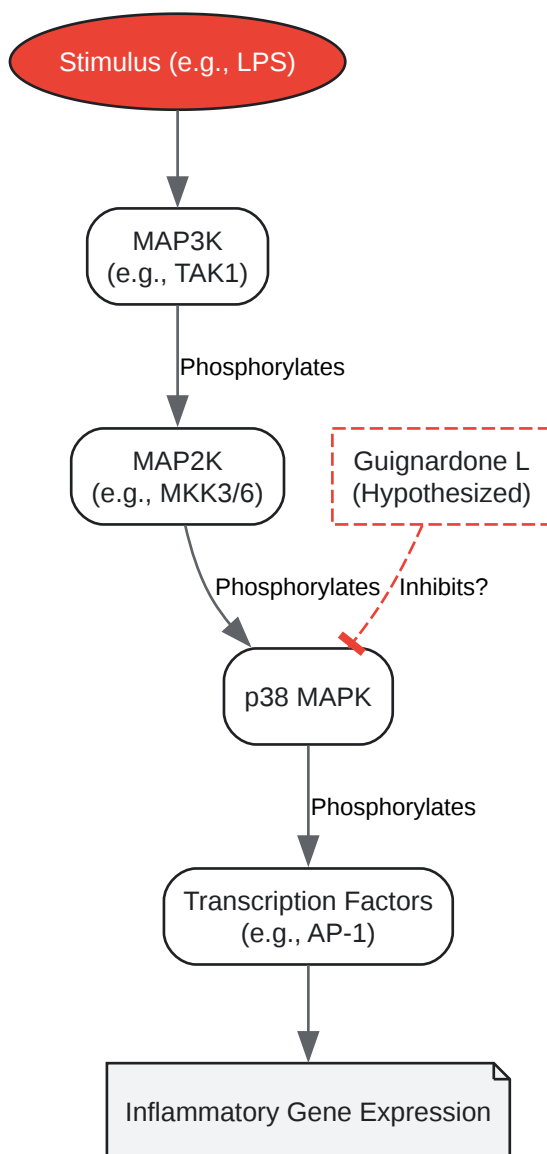 Stimulus (e.g., LPS)
MAP3K
(e.g., TAK1)
Phosphorylates
MAP2K
(e.g., MKK3/6)
Guignardone L
(Hypothesized)
Phosphorylates
Inhibits?
p38 MAPK
Phosphorylates
Transcription Factors
(e.g., AP-1)
Inflammatory Gene Expression